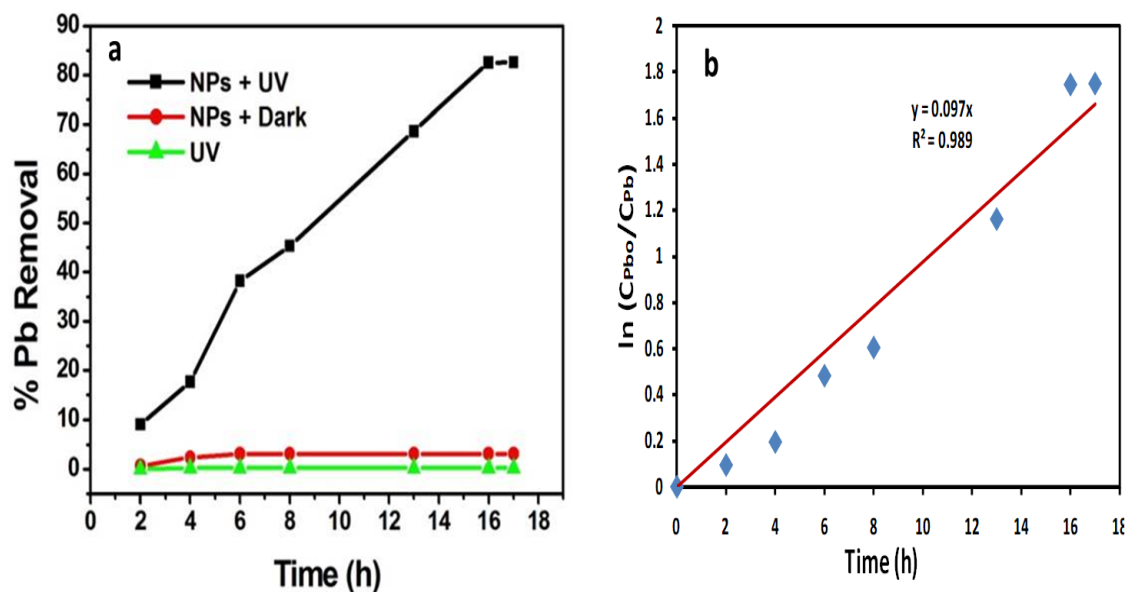 a
NPs + UV
NPs + Dark
UV
% Pb Removal
90
80
70
60
50
40
30
20
10
0
0 2 4 6 8 10 12 14 16 18
Time (h)
b
y = 0.097x
R² = 0.989
ln (CPbo/CPb)
2
1.8
1.6
1.4
1.2
1
0.8
0.6
0.4
0.2
0
0 2 4 6 8 10 12 14 16 18
Time (h)